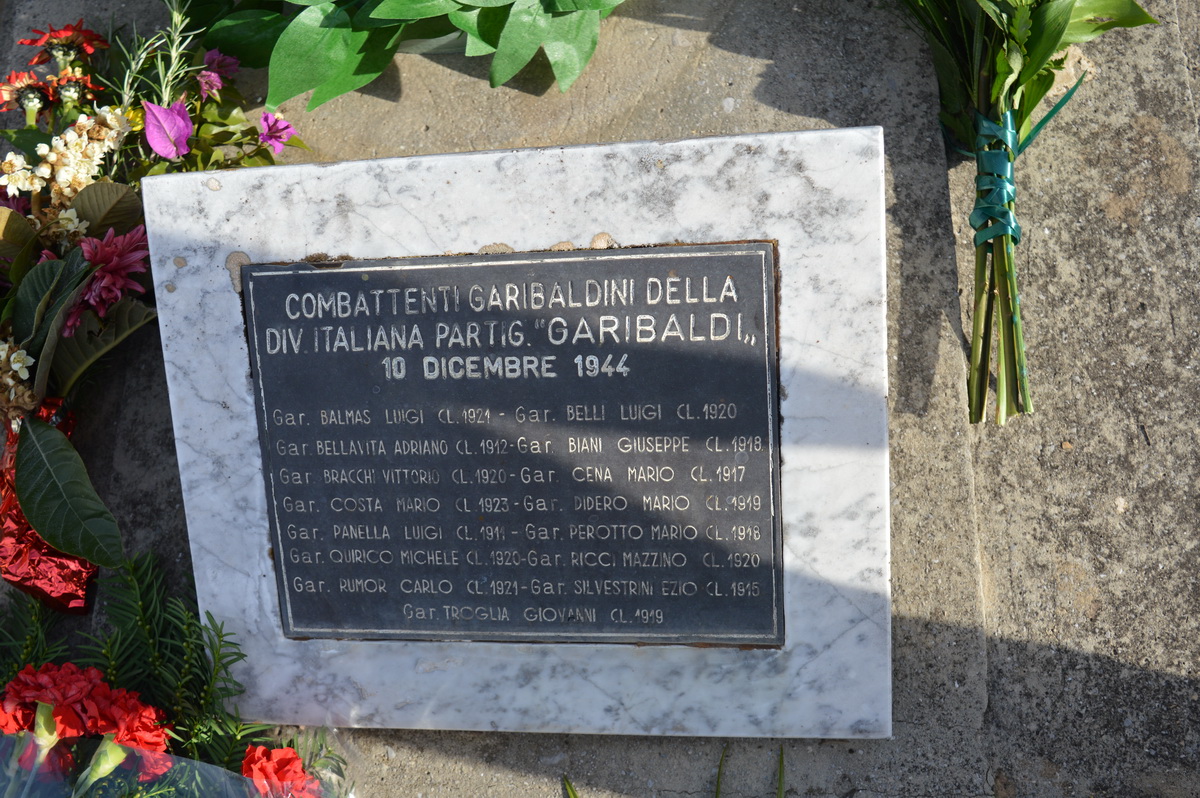 COMBATTENTI GARIBALDINI DELLA
DIV. ITALIANA PARTIG. "GARIBALDI„
10 DICEMBRE 1944
Gar. BALMAS LUIGI CL.1921 - Gar. BELLI LUIGI CL.1920
Gar. BELLAVITA ADRIANO CL.1912-Gar. BIANI GIUSEPPE CL.1918
Gar. BRACCHI VITTORIO CL.1920-Gar. CENA MARIO CL.1917
Gar. COSTA MARIO CL.1923-Gar. DIDERO MARIO CL.1919
Gar. PANELLA LUIGI CL.1911-Gar. PEROTTO MARIO CL.1918
Gar. QUIRICO MICHELE CL.1920-Gar. RICCI MAZZINO CL.1920
Gar. RUMOR CARLO CL.1921-Gar. SILVESTRINI EZIO CL.1915
Gar. TROGLIA GIOVANNI CL.1919